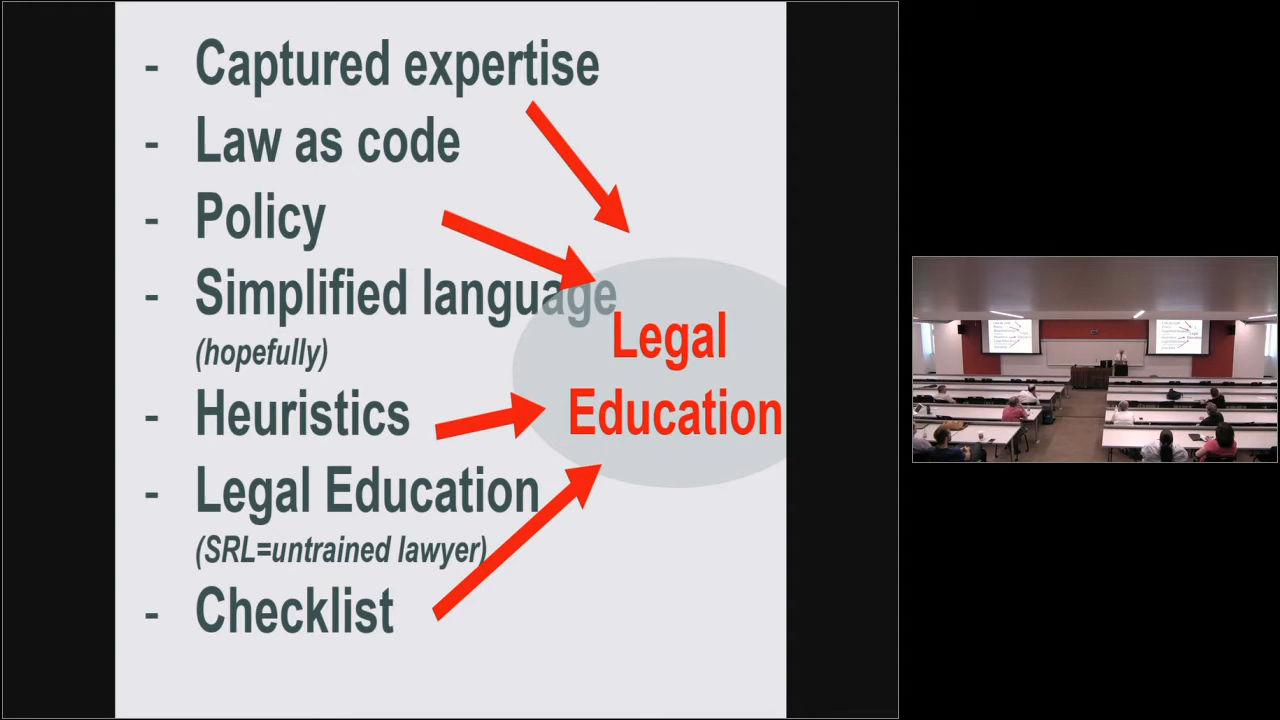 - Captured expertise
- Law as code
- Policy
- Simplified language
(hopefully)
- Heuristics
- Legal Education
(SRL=untrained lawyer)
- Checklist
Legal
Education